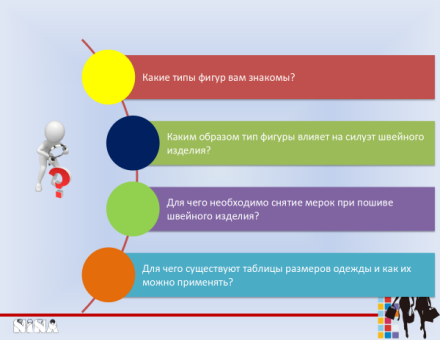 Какие типы фигур вам знакомы?
Каким образом тип фигуры влияет на силуэт швейного
изделия?
Для чего необходимо снятие мерок при пошиве
швейного изделия?
Для чего существуют таблицы размеров одежды и как их
можно применять?
NiNA